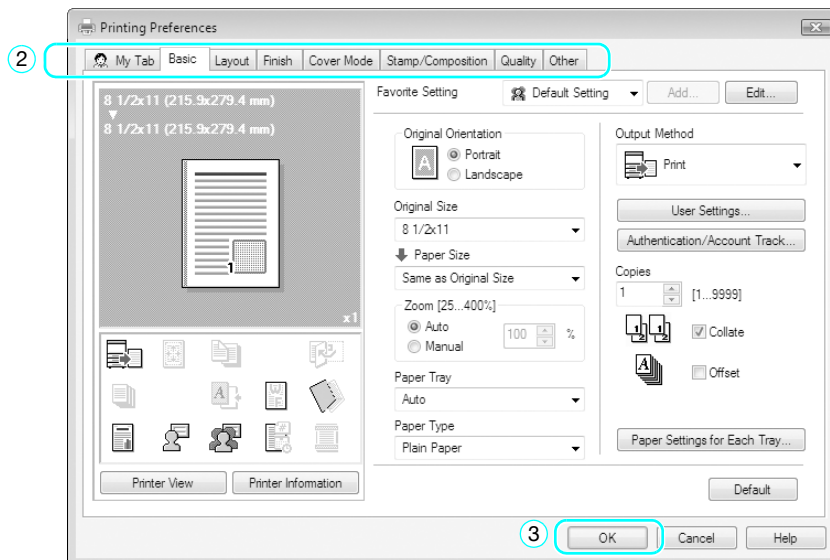 Printing Preferences
②
My Tab Basic Layout Finish Cover Mode Stamp/Composition Quality Other
8 1/2x11 (215.9x279.4 mm)
8 1/2x11 (215.9x279.4 mm)
1
x1
Favorite Setting Default Setting Add... Edit...
Original Orientation
A Portrait
Landscape
Original Size
8 1/2x11
Paper Size
Same as Original Size
Zoom [25...400%]
Auto
Manual
100 %
Paper Tray
Auto
Paper Type
Plain Paper
Output Method
Print
User Settings...
Authentication/Account Track...
Copies
1 [1...9999]
1 2 1 2 Collate
A Offset
Paper Settings for Each Tray...
Printer View Printer Information
Default
③
OK Cancel Help